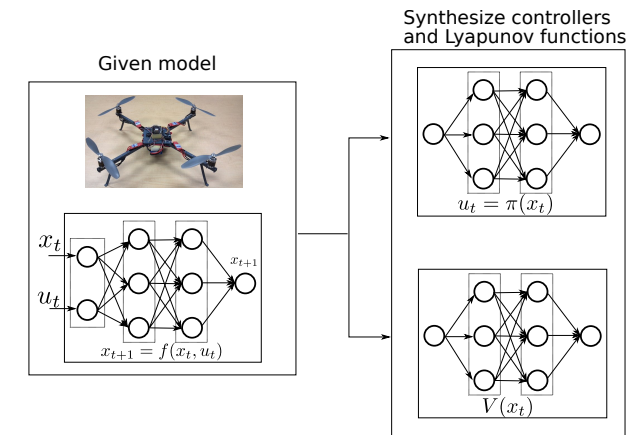 Given model
x_t
u_t
x_{t+1}
x_{t+1} = f(x_t, u_t)
Synthesize controllers
and Lyapunov functions
u_t = π(x_t)
V(x_t)